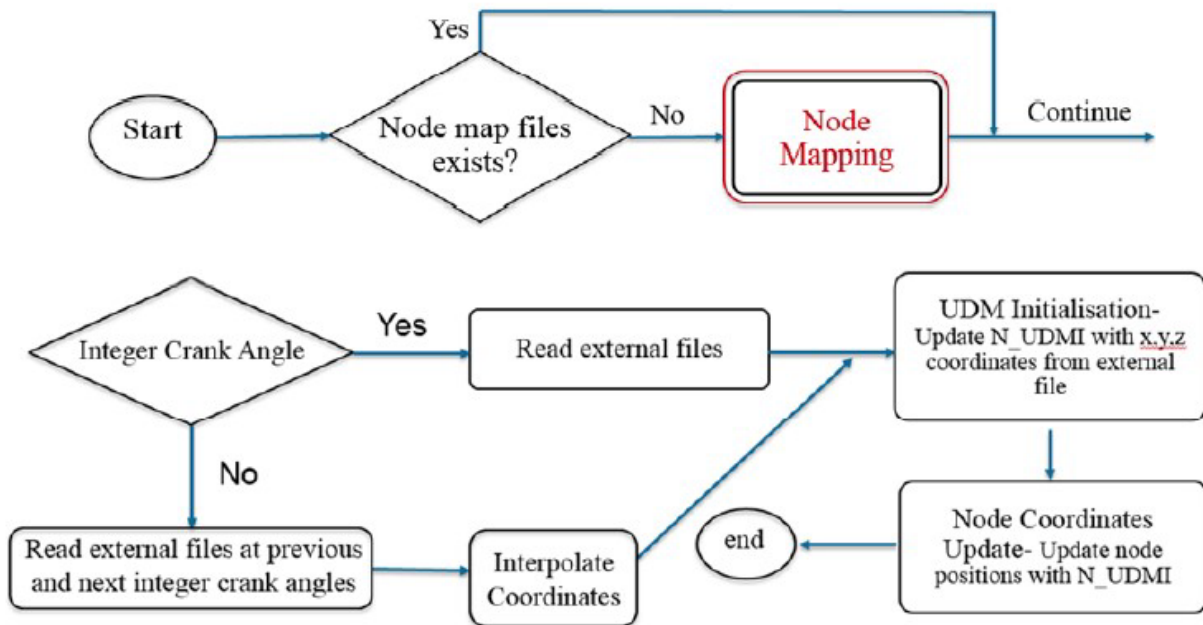 Yes
Start
Node map files
exists?
No
Node
Mapping
Continue
Integer Crank Angle
Yes
Read external files
UDM Initialisation-
Update N_UDMI with x.y.z
coordinates from external
file
No
Read external files at previous
and next integer crank angles
Interpolate
Coordinates
end
Node Coordinates
Update- Update node
positions with N_UDMI